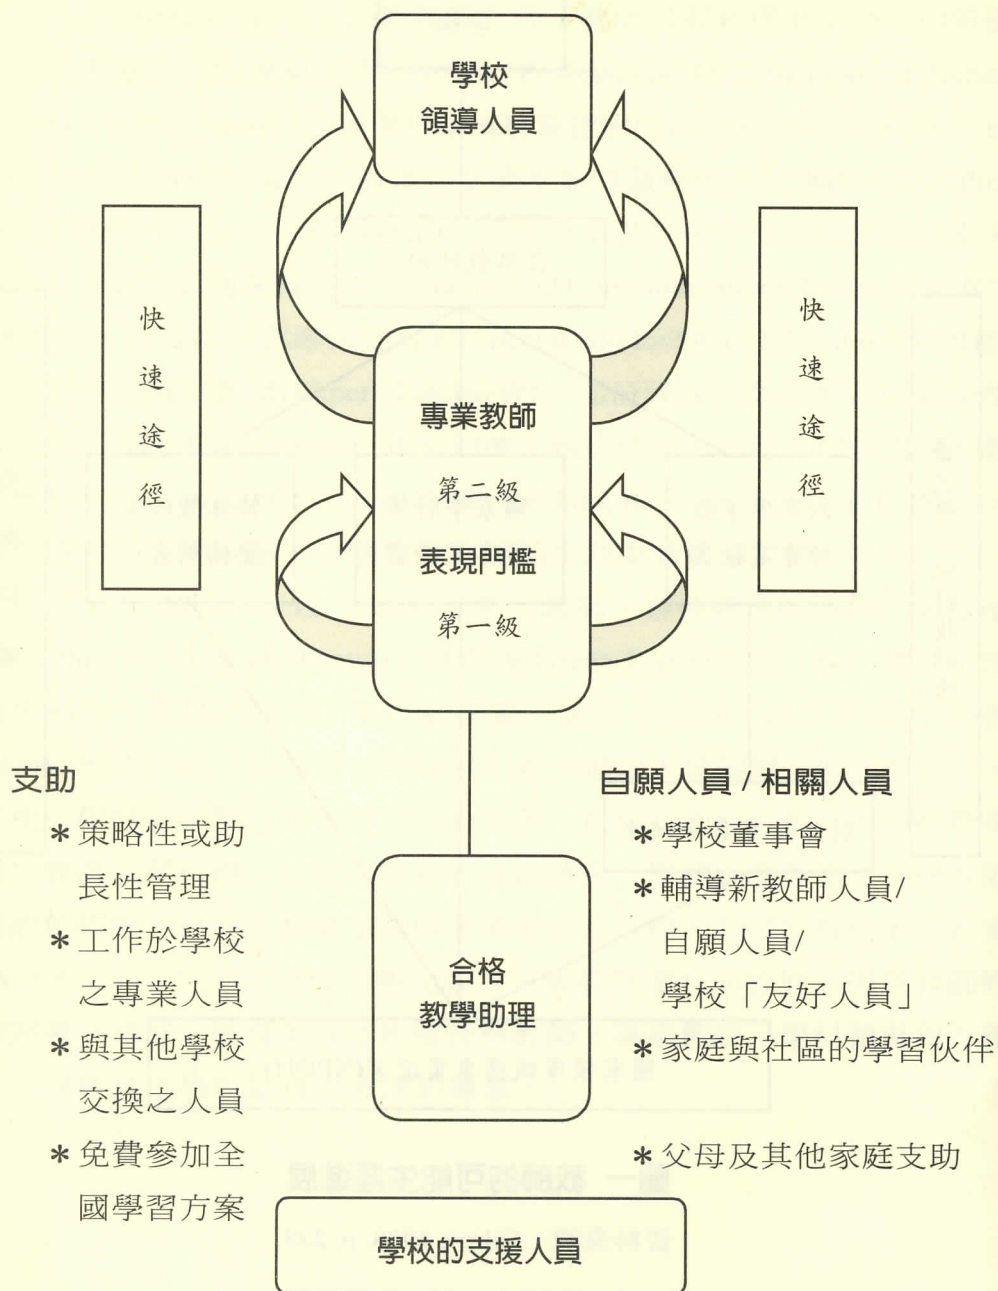 學校
領導人員
快
速
途
徑
快
速
途
徑
專業教師
第二級
表現門檻
第一級
支助
*策略性或助
長性管理
*工作於學校
之專業人員
*與其他學校
交換之人員
*免費參加全
國學習方案
合格
教學助理
自願人員 / 相關人員
*學校董事會
*輔導新教師人員/
自願人員/
學校「友好人員」
*家庭與社區的學習伙伴
*父母及其他家庭支助
學校的支援人員